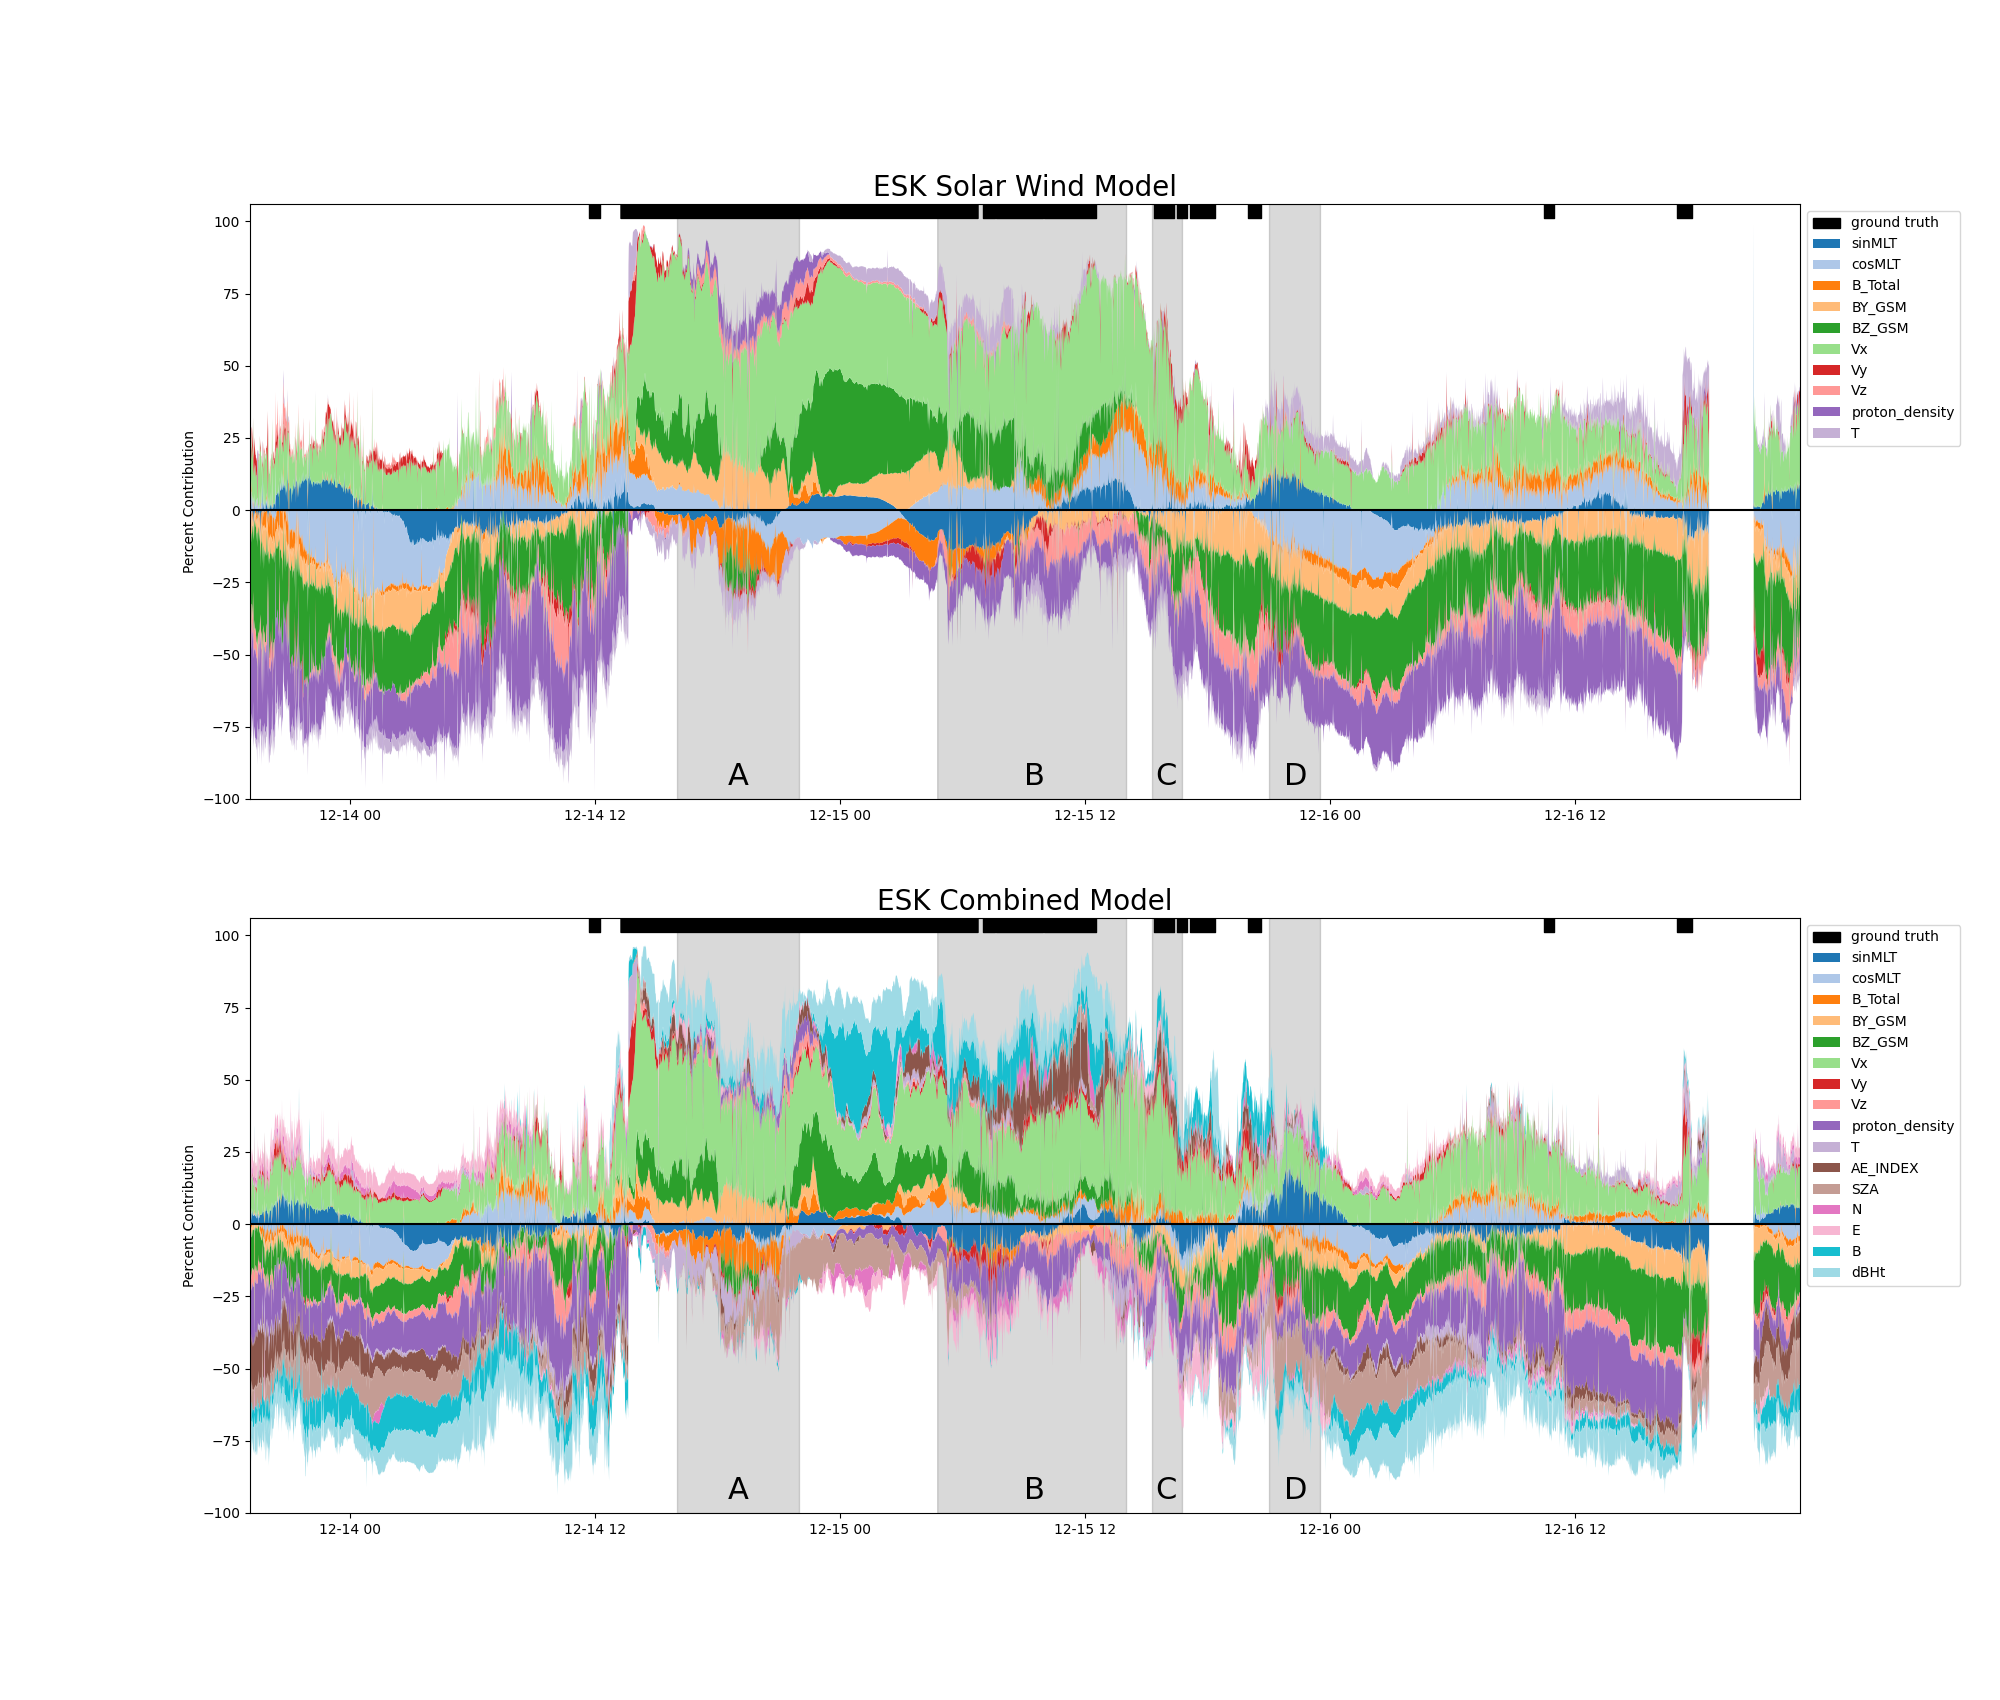 ESK Solar Wind Model
Percent Contribution
100
75
50
25
0
−25
−50
−75
−100
A
B
C
D
12-14 00
12-14 12
12-15 00
12-15 12
12-16 00
12-16 12
ground truth
sinMLT
cosMLT
B_Total
BY_GSM
BZ_GSM
Vx
Vy
Vz
proton_density
T
ESK Combined Model
Percent Contribution
100
75
50
25
0
−25
−50
−75
−100
A
B
C
D
12-14 00
12-14 12
12-15 00
12-15 12
12-16 00
12-16 12
ground truth
sinMLT
cosMLT
B_Total
BY_GSM
BZ_GSM
Vx
Vy
Vz
proton_density
T
AE_INDEX
SZA
N
E
B
dBHt